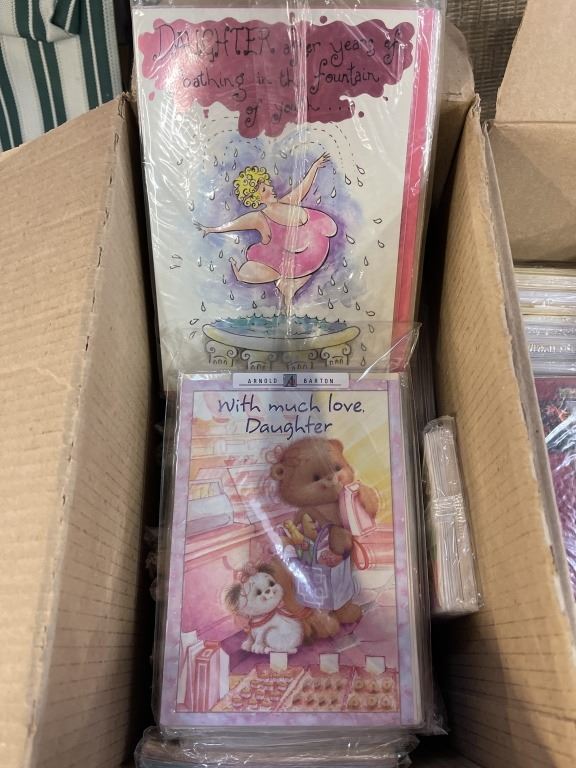 DAUGHTER after years of
bathing in the fountain
of youth....
ARNOLD A BARTON
With much love,
Daughter